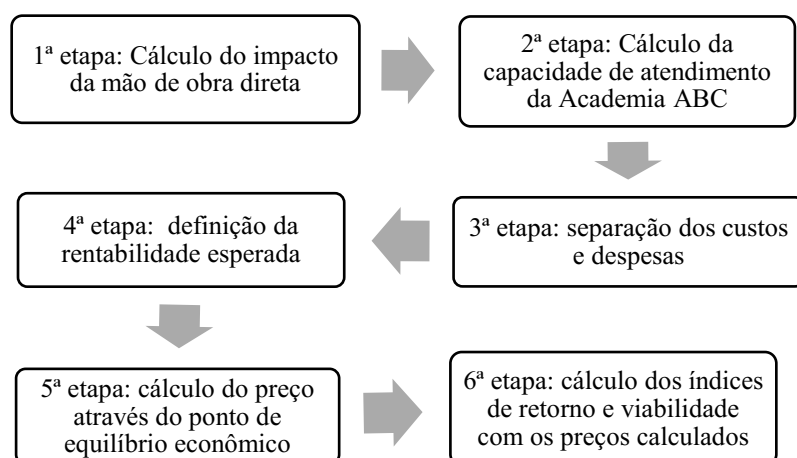 1ª etapa: Cálculo do impacto
da mão de obra direta
2ª etapa: Cálculo da
capacidade de atendimento
da Academia ABC
3ª etapa: separação dos custos
e despesas
4ª etapa: definição da
rentabilidade esperada
5ª etapa: cálculo do preço
através do ponto de
equilíbrio econômico
6ª etapa: cálculo dos índices
de retorno e viabilidade
com os preços calculados